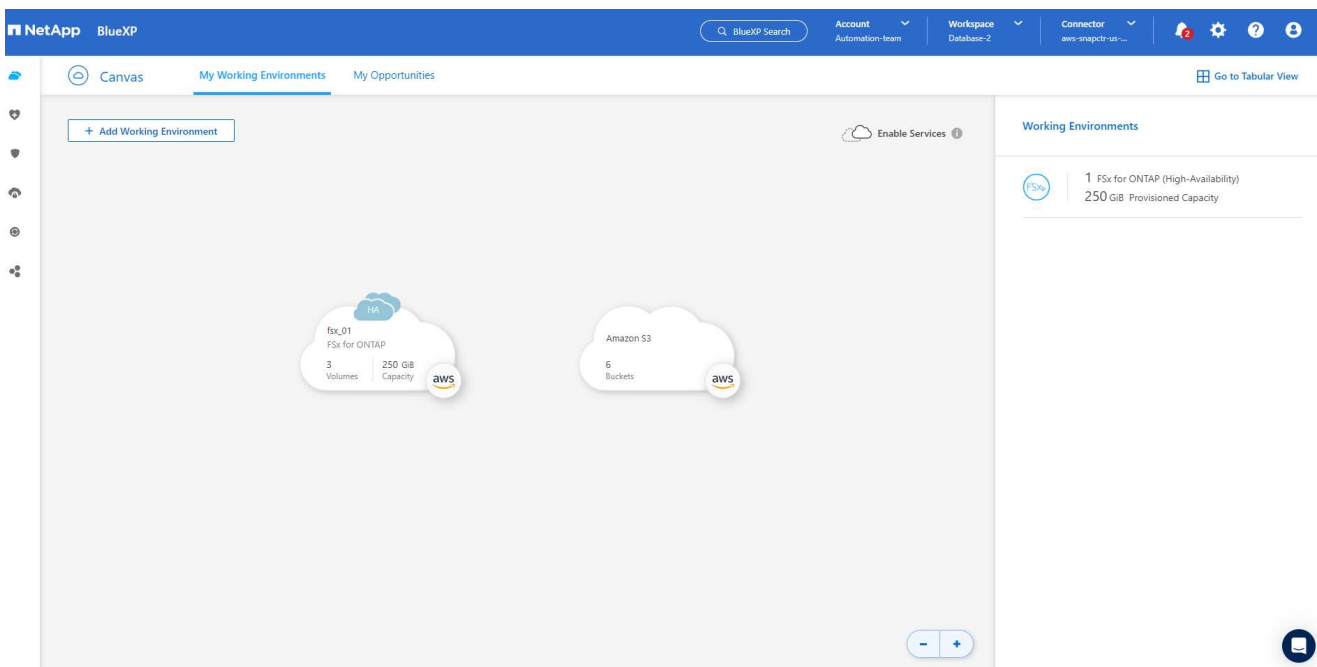 NetApp BlueXP
BlueXP Search
Account
Automation-team
Workspace
Database-2
Connector
aws-snapctr-us-...
2
Canvas
My Working Environments
My Opportunities
Go to Tabular View
+ Add Working Environment
Enable Services
Working Environments
FSx
1 FSx for ONTAP (High-Availability)
250 GiB Provisioned Capacity
HA
fsx_01
FSx for ONTAP
3 250 GiB
Volumes Capacity
aws
Amazon S3
6
Buckets
aws
- +